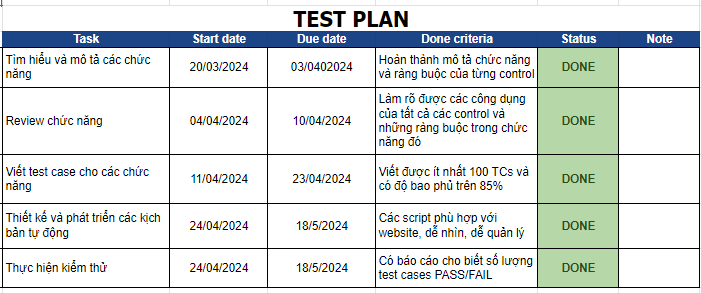 TEST PLAN
Task Start date Due date Done criteria Status Note
Tìm hiểu và mô tả các chức
năng
20/03/2024 03/0402024
Hoàn thành mô tả chức năng
và ràng buộc của từng control
DONE
Review chức năng
04/04/2024 10/04/2024
Làm rõ được các công dụng
của tất cả các control và
những ràng buộc trong chức
năng đó
DONE
Viết test case cho các chức
năng
11/04/2024 23/04/2024
Viết được ít nhất 100 TCs và
có độ bao phủ trên 85%
DONE
Thiết kế và phát triển các kịch
bản tự động
24/04/2024 18/5/2024
Các script phù hợp với
website, dễ nhìn, dễ quản lý
DONE
Thực hiện kiểm thử
24/04/2024 18/5/2024
Có báo cáo cho biết số lượng
test cases PASS/FAIL
DONE